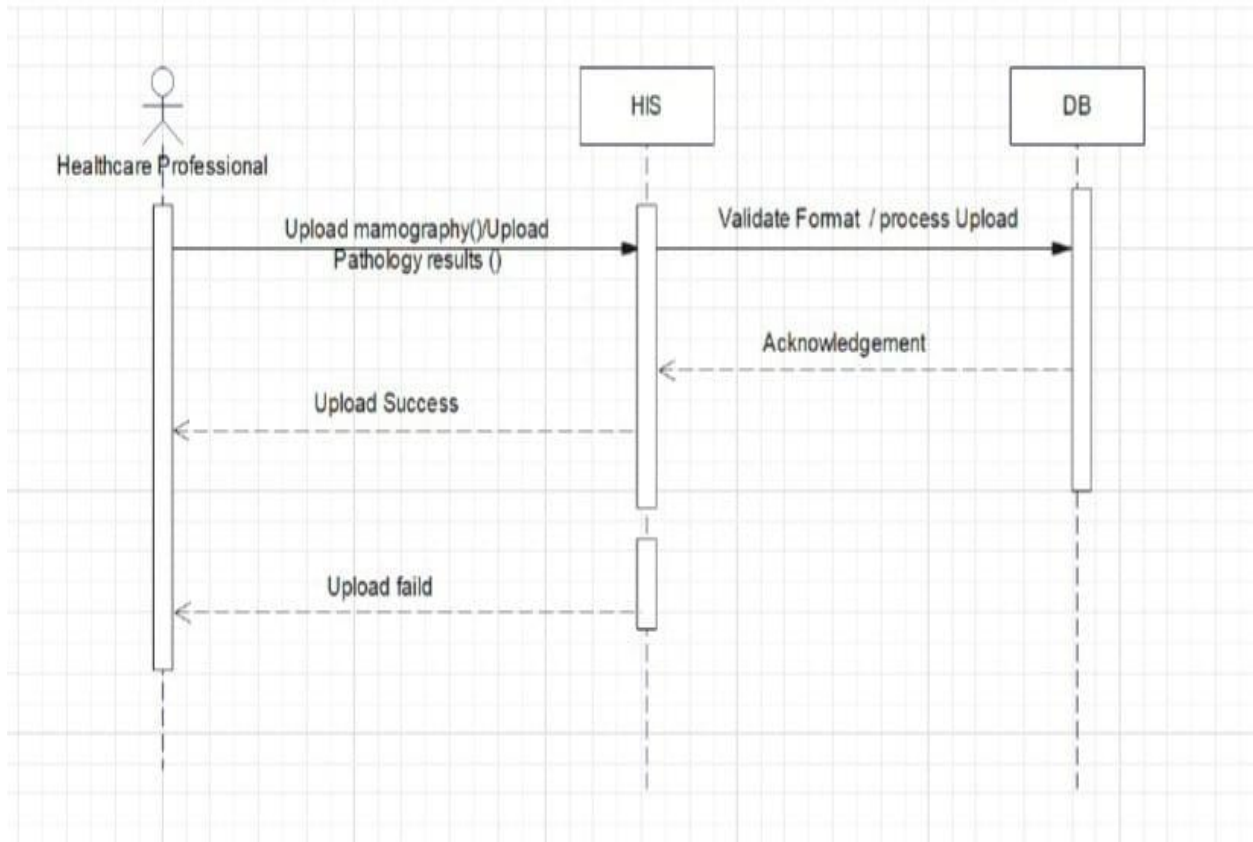 HIS
DB
Healthcare Professional
Upload mamography()/Upload
Pathology results ()
Validate Format / process Upload
Acknowledgement
Upload Success
Upload faild